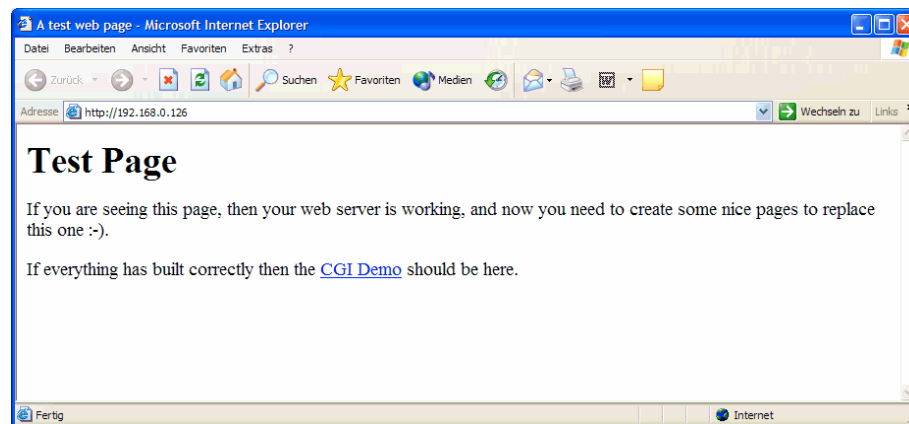 A test web page - Microsoft Internet Explorer
Datei Bearbeiten Ansicht Favoriten Extras ?
Zurück Suchen Favoriten Medien W
Adresse http://192.168.0.126 Wechseln zu Links
Test Page
If you are seeing this page, then your web server is working, and now you need to create some nice pages to replace
this one :-).
If everything has built correctly then the CGI Demo should be here.
Fertig Internet